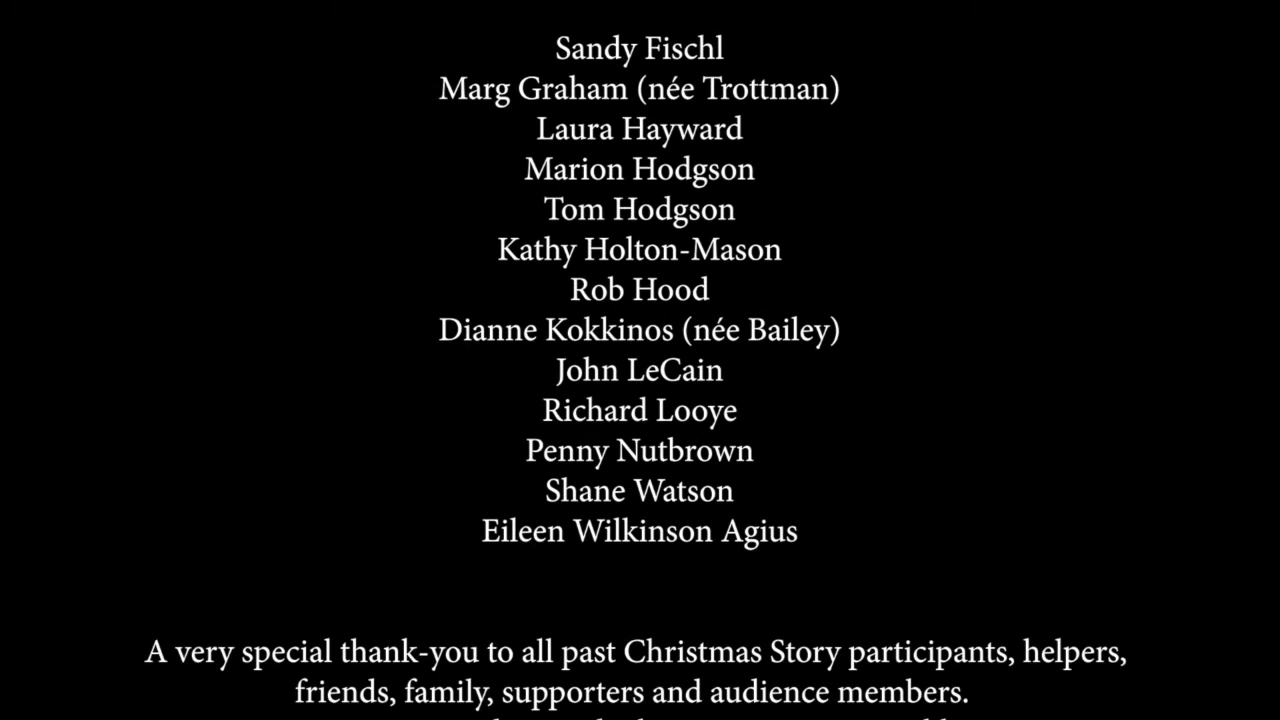 Sandy Fischl
Marg Graham (née Trottman)
Laura Hayward
Marion Hodgson
Tom Hodgson
Kathy Holton-Mason
Rob Hood
Dianne Kokkinos (née Bailey)
John LeCain
Richard Looye
Penny Nutbrown
Shane Watson
Eileen Wilkinson Agius
A very special thank-you to all past Christmas Story participants, helpers,
friends, family, supporters and audience members.